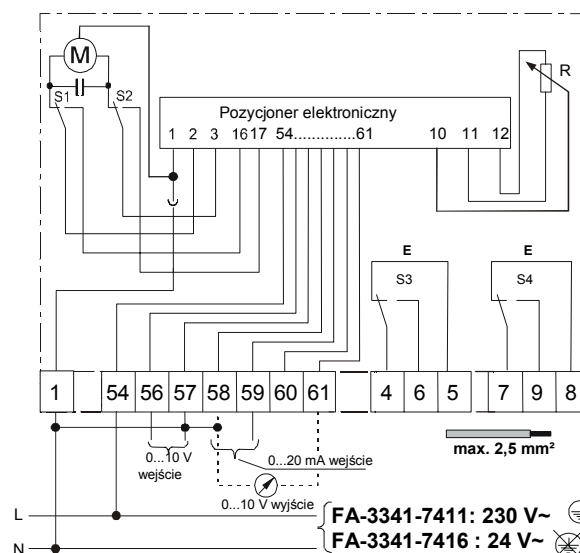 M
S1 S2
R
Pozycjoner elektroniczny
1 2 3 16 17 54..............61 10 11 12
E E
S3 S4
1 54 56 57 58 59 60 61 4 6 5 7 9 8
max. 2,5 mm²
0...10 V
wejście
0...20 mA wejście
0...10 V wyjście
L
FA-3341-7411: 230 V~
N
FA-3341-7416 : 24 V~